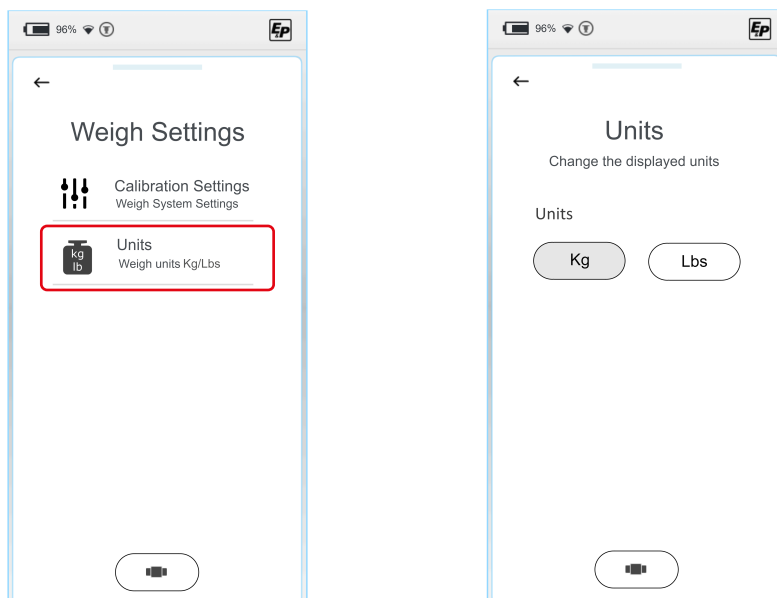 96%
EP
Weigh Settings
Calibration Settings
Weigh System Settings
kg
lb
Units
Weigh units Kg/Lbs
96%
EP
Units
Change the displayed units
Units
Kg
Lbs